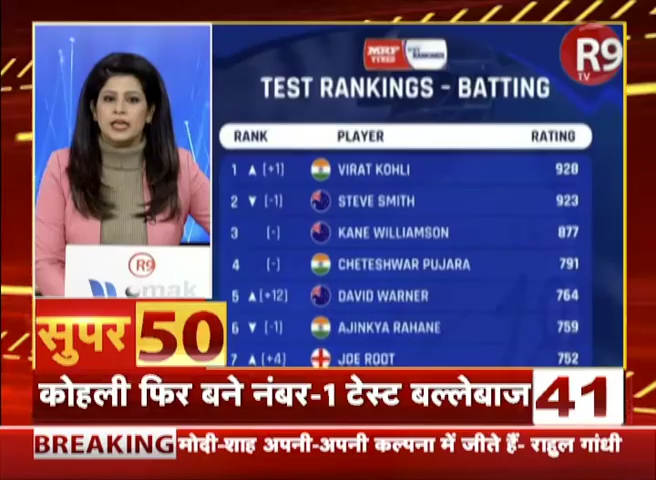 R9
TV
MRF
TYRES
TEST RANKINGS - BATTING
RANK PLAYER RATING
1 ▲ [+1] VIRAT KOHLI 928
2 ▼ [-1] STEVE SMITH 923
3 [-] KANE WILLIAMSON 877
4 [-] CHETESHWAR PUJARA 791
5 ▲ [+12] DAVID WARNER 764
6 ▼ [-1] AJINKYA RAHANE 759
7 ▲ [+4] JOE ROOT 752
R9
सुपर 50
कोहली फिर बने नंबर-1 टेस्ट बल्लेबाज 41
BREAKING मोदी-शाह अपनी-अपनी कल्पना में जीते हैं- राहुल गांधी